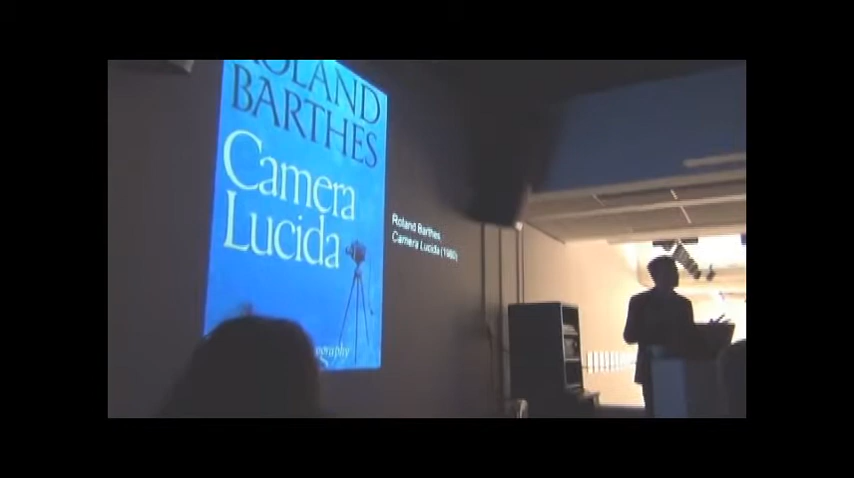 ROLAND
BARTHES
Camera
Lucida
Roland Barthes
Camera Lucida (1980)